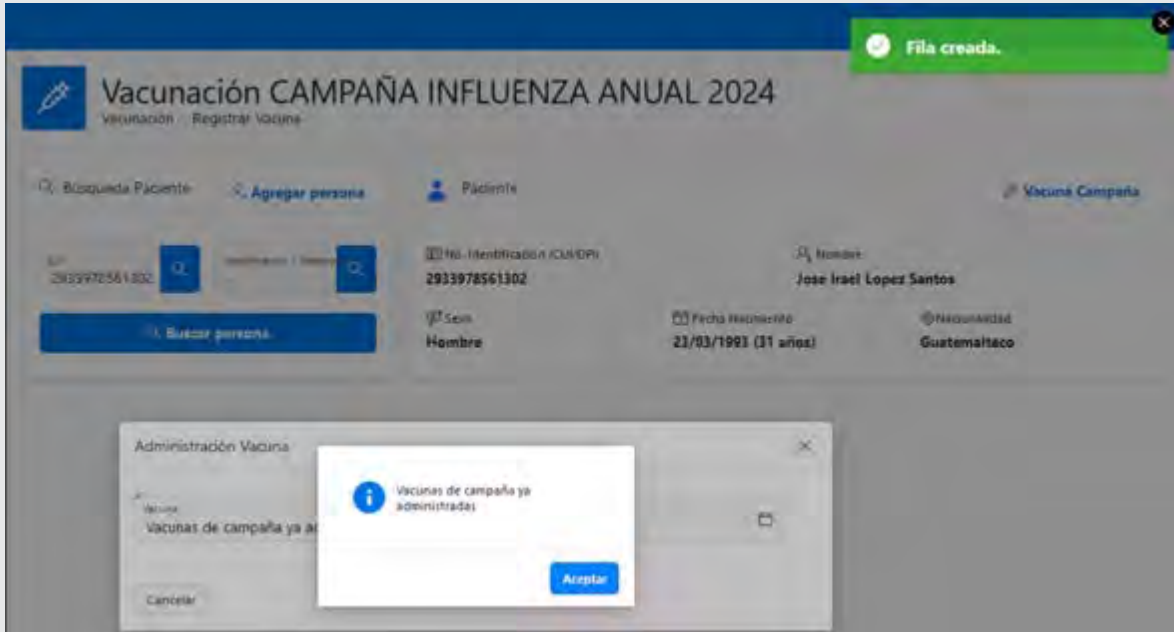 Fila creada.
Vacunación CAMPAÑA INFLUENZA ANUAL 2024
Vacunación Registrar Vacuna
Búsqueda Paciente
Agregar persona
Paciente
Vacuna Campaña
2933978561302
Buscar persona
No. Identificación (CUI/DPI)
2933978561302
Nombre
Jose Irael Lopez Santos
Sexo
Hombre
Fecha Nacimiento
23/03/1993 (31 años)
Nacionalidad
Guatemalteco
Administración Vacuna
Vacuna
Vacunas de campaña ya
Vacunas de campaña ya
administradas
Aceptar
Cancelar